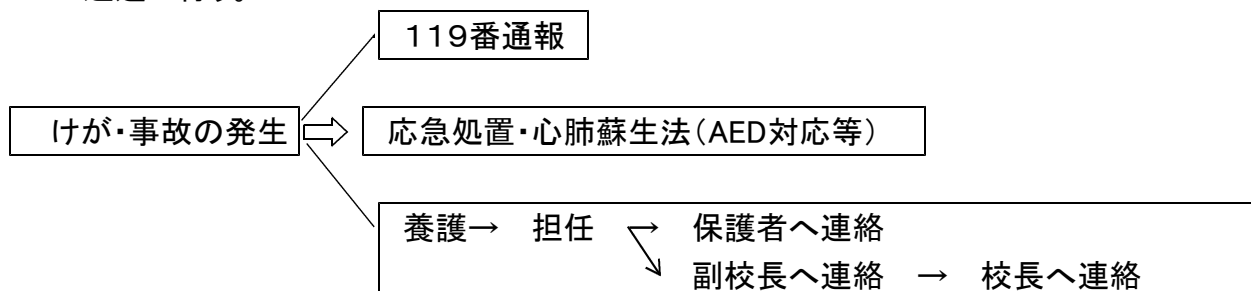 119番通報
けが・事故の発生
応急処置・心肺蘇生法(AED対応等)
養護→ 担任 → 保護者へ連絡
副校長へ連絡 → 校長へ連絡